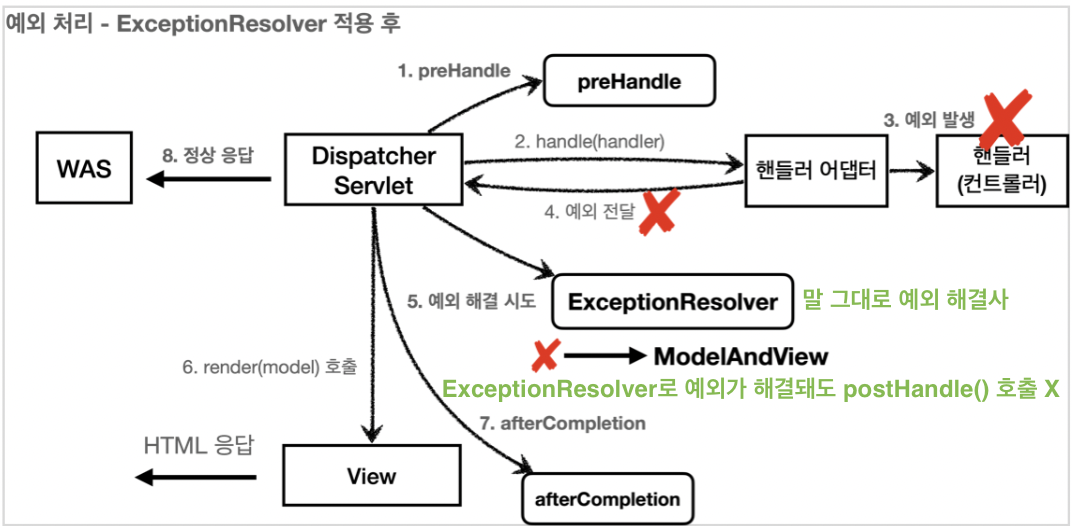 예외 처리 - ExceptionResolver 적용 후
1. preHandle
preHandle
3. 예외 발생
WAS
8. 정상 응답
Dispatcher
Servlet
2. handle(handler)
핸들러 어댑터
핸들러
(컨트롤러)
4. 예외 전달
5. 예외 해결 시도
ExceptionResolver
말 그대로 예외 해결사
ModelAndView
6. render(model) 호출
ExceptionResolver로 예외가 해결돼도 postHandle() 호출 X
7. afterCompletion
HTML 응답
View
afterCompletion